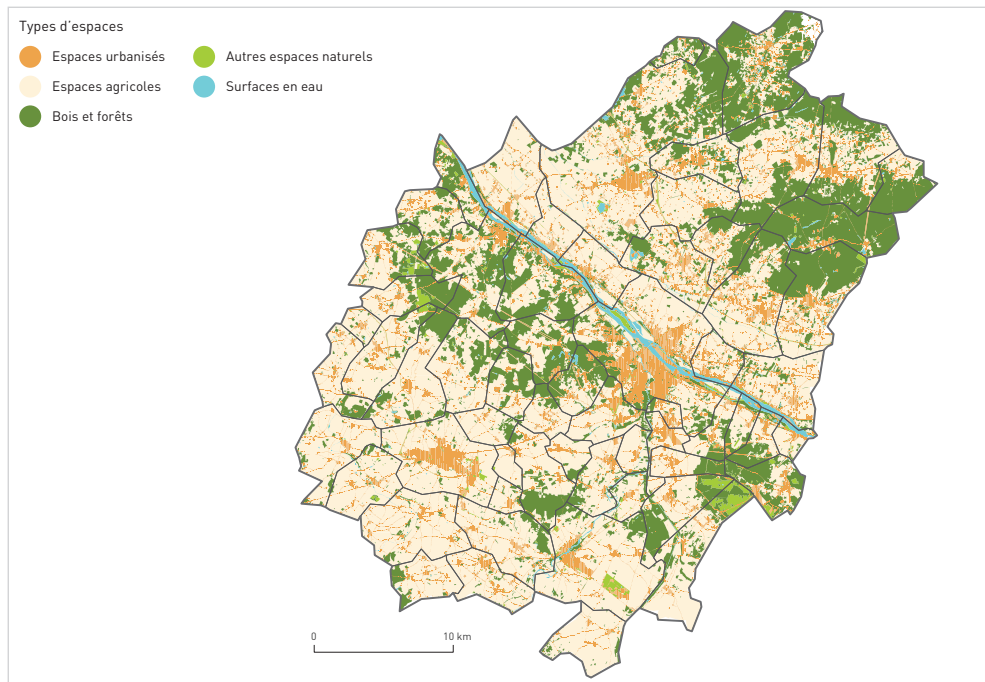 Types d'espaces
Espaces urbanisés
Autres espaces naturels
Espaces agricoles
Surfaces en eau
Bois et forêts
0 10 km